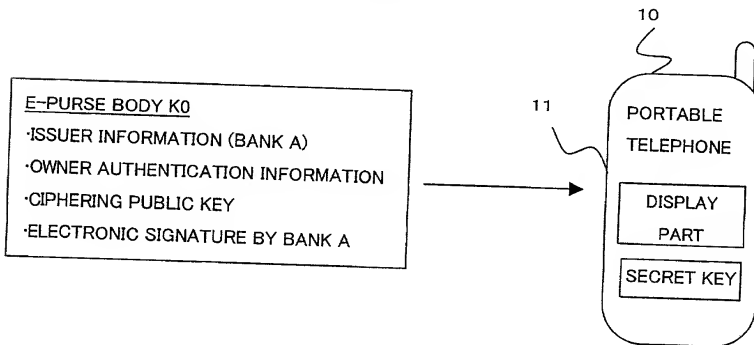 E-PURSE BODY K0
·ISSUER INFORMATION (BANK A)
·OWNER AUTHENTICATION INFORMATION
·CIPHERING PUBLIC KEY
·ELECTRONIC SIGNATURE BY BANK A
10
11
PORTABLE
TELEPHONE
DISPLAY
PART
SECRET KEY